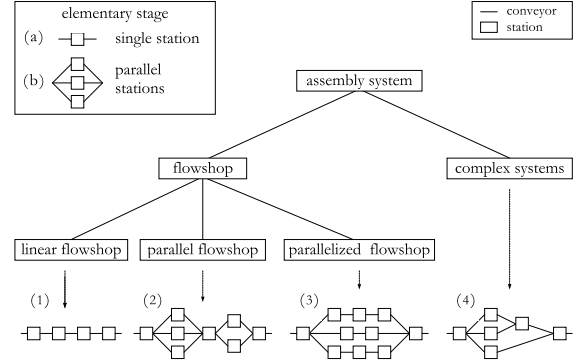 elementary stage
(a) single station
(b) parallel
stations
conveyor
station
assembly system
flowshop
complex systems
linear flowshop
parallel flowshop
parallelized flowshop
(1)
(2)
(3)
(4)